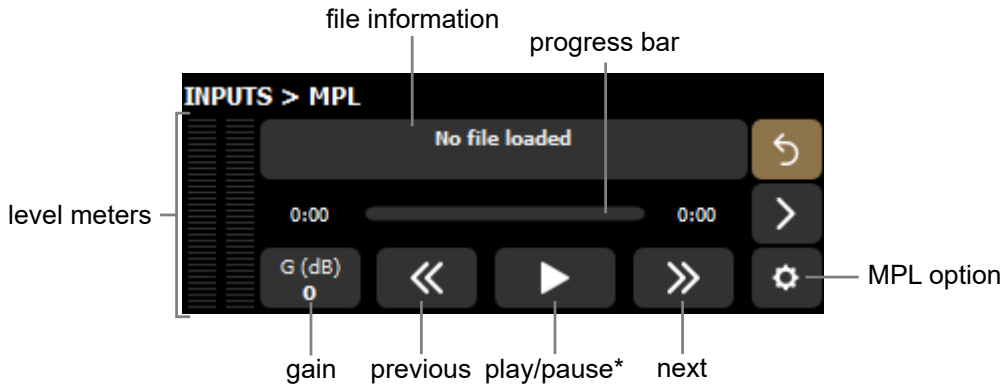 file information
progress bar
INPUTS > MPL
No file loaded
level meters
0:00
0:00
G (dB)
0
MPL option
gain
previous
play/pause*
next